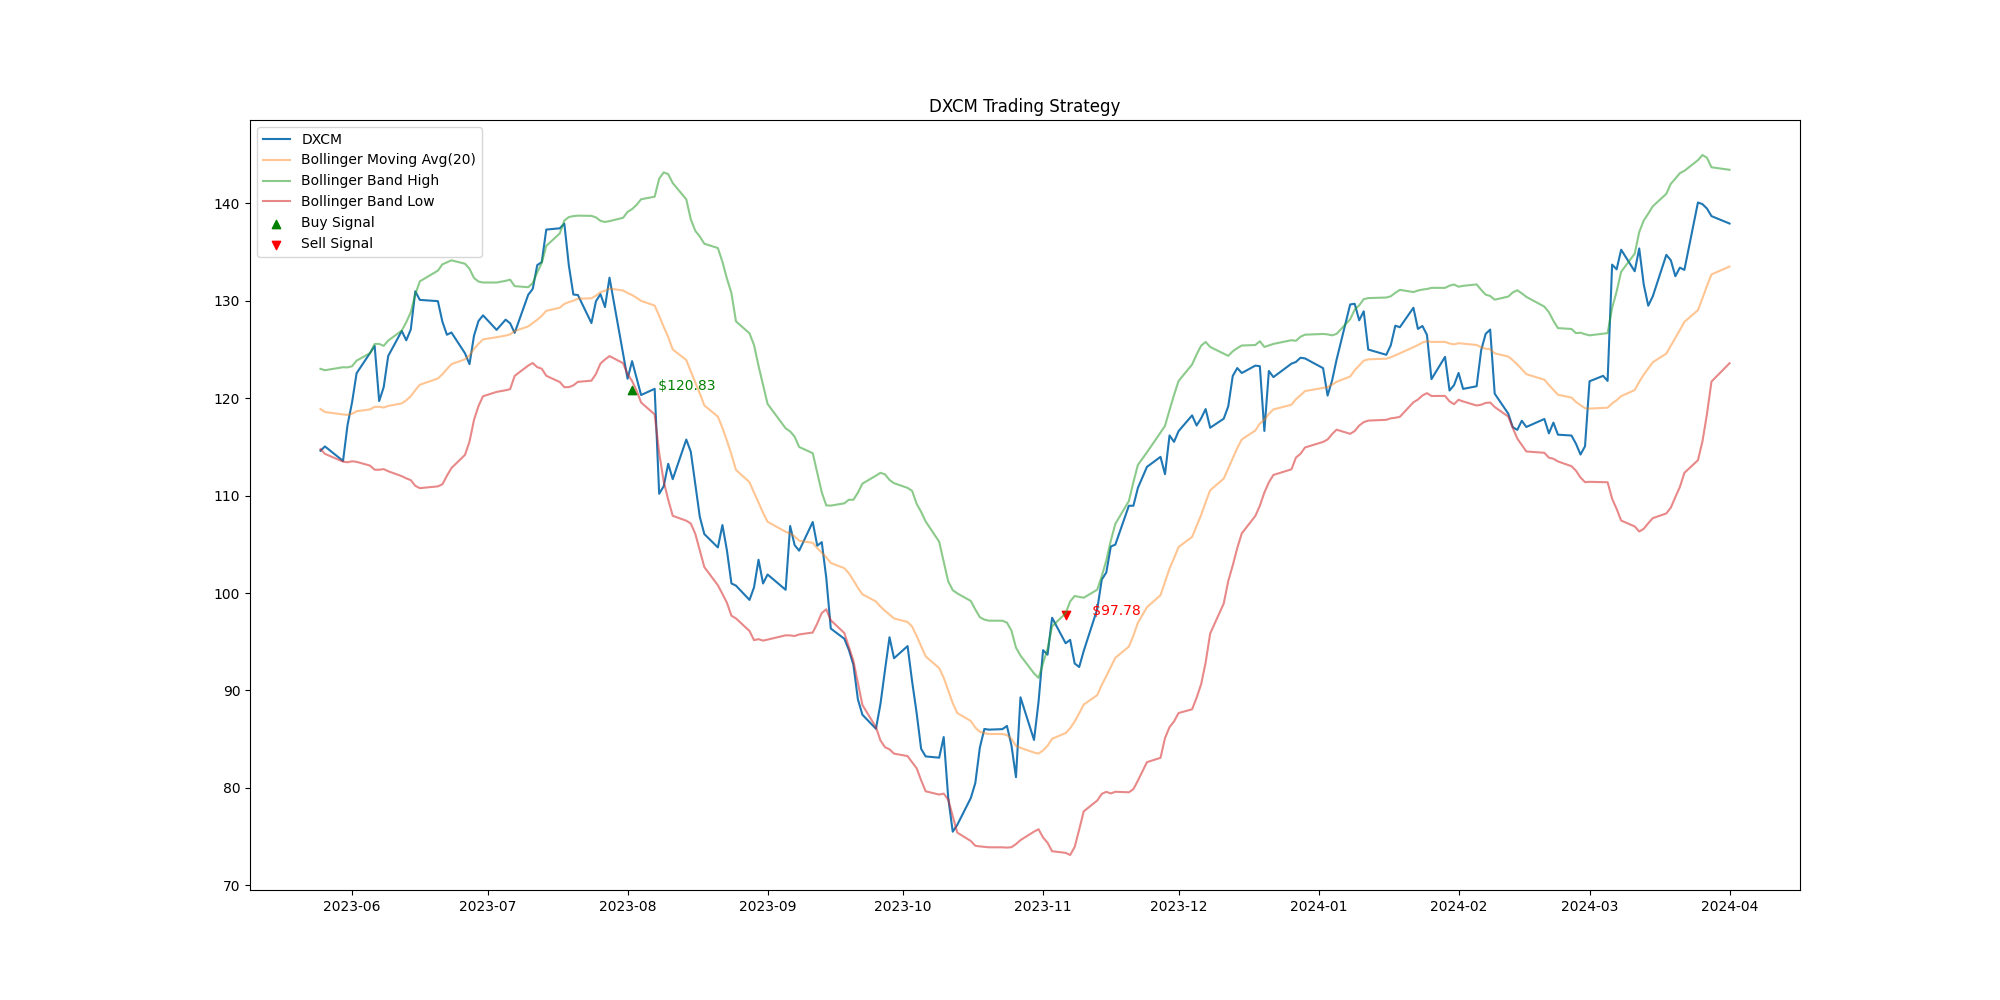 DXCM Trading Strategy
DXCM
Bollinger Moving Avg(20)
Bollinger Band High
Bollinger Band Low
Buy Signal
Sell Signal
140
130
120
110
100
90
80
70
$120.83
$97.78
2023-06 2023-07 2023-08 2023-09 2023-10 2023-11 2023-12 2024-01 2024-02 2024-03 2024-04